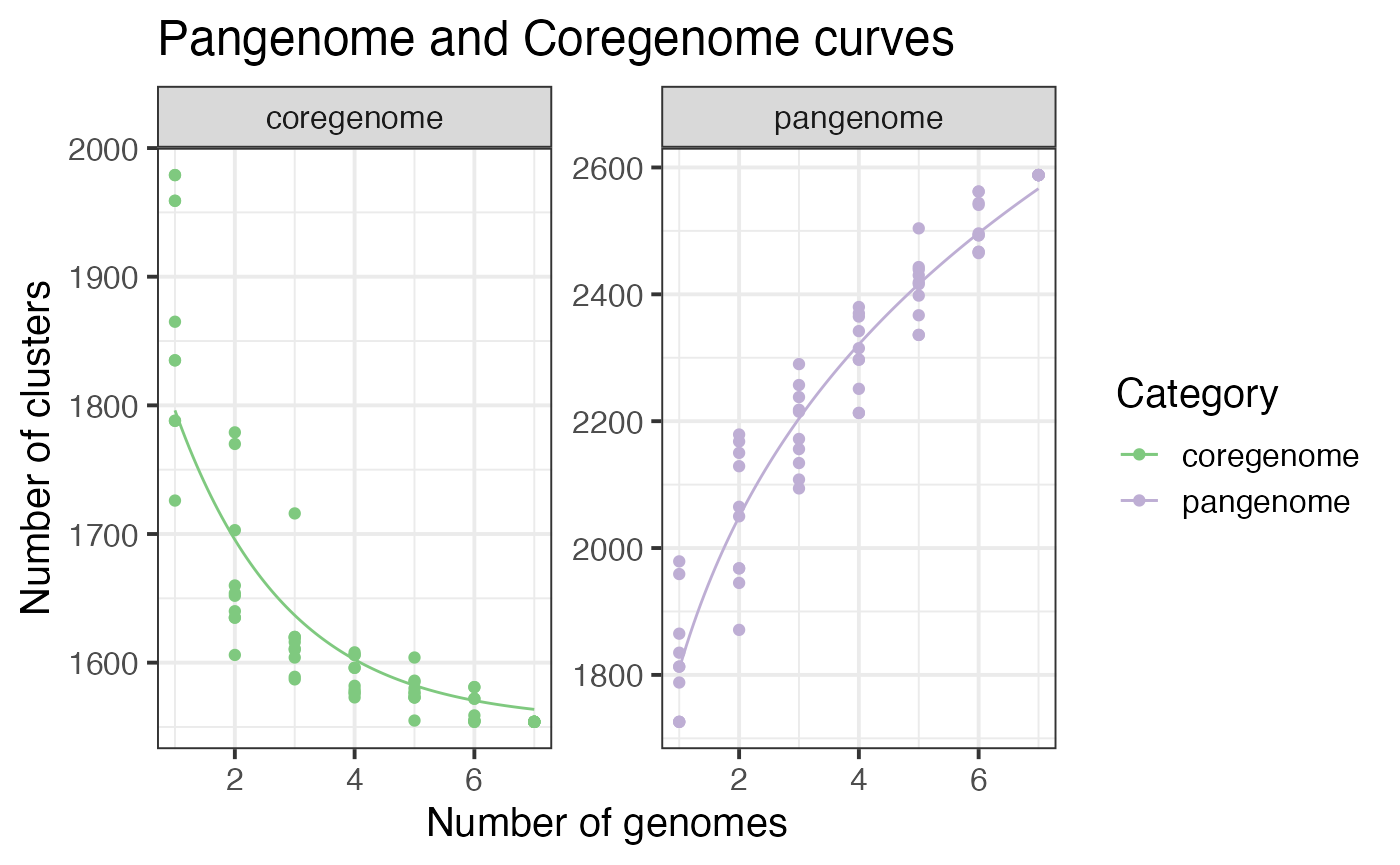 Pangenome and Coregenome curves
coregenome
pangenome
Number of clusters
2000
1900
1800
1700
1600
2600
2400
2200
2000
1800
2
4
6
2
4
6
Number of genomes
Category
coregenome
pangenome